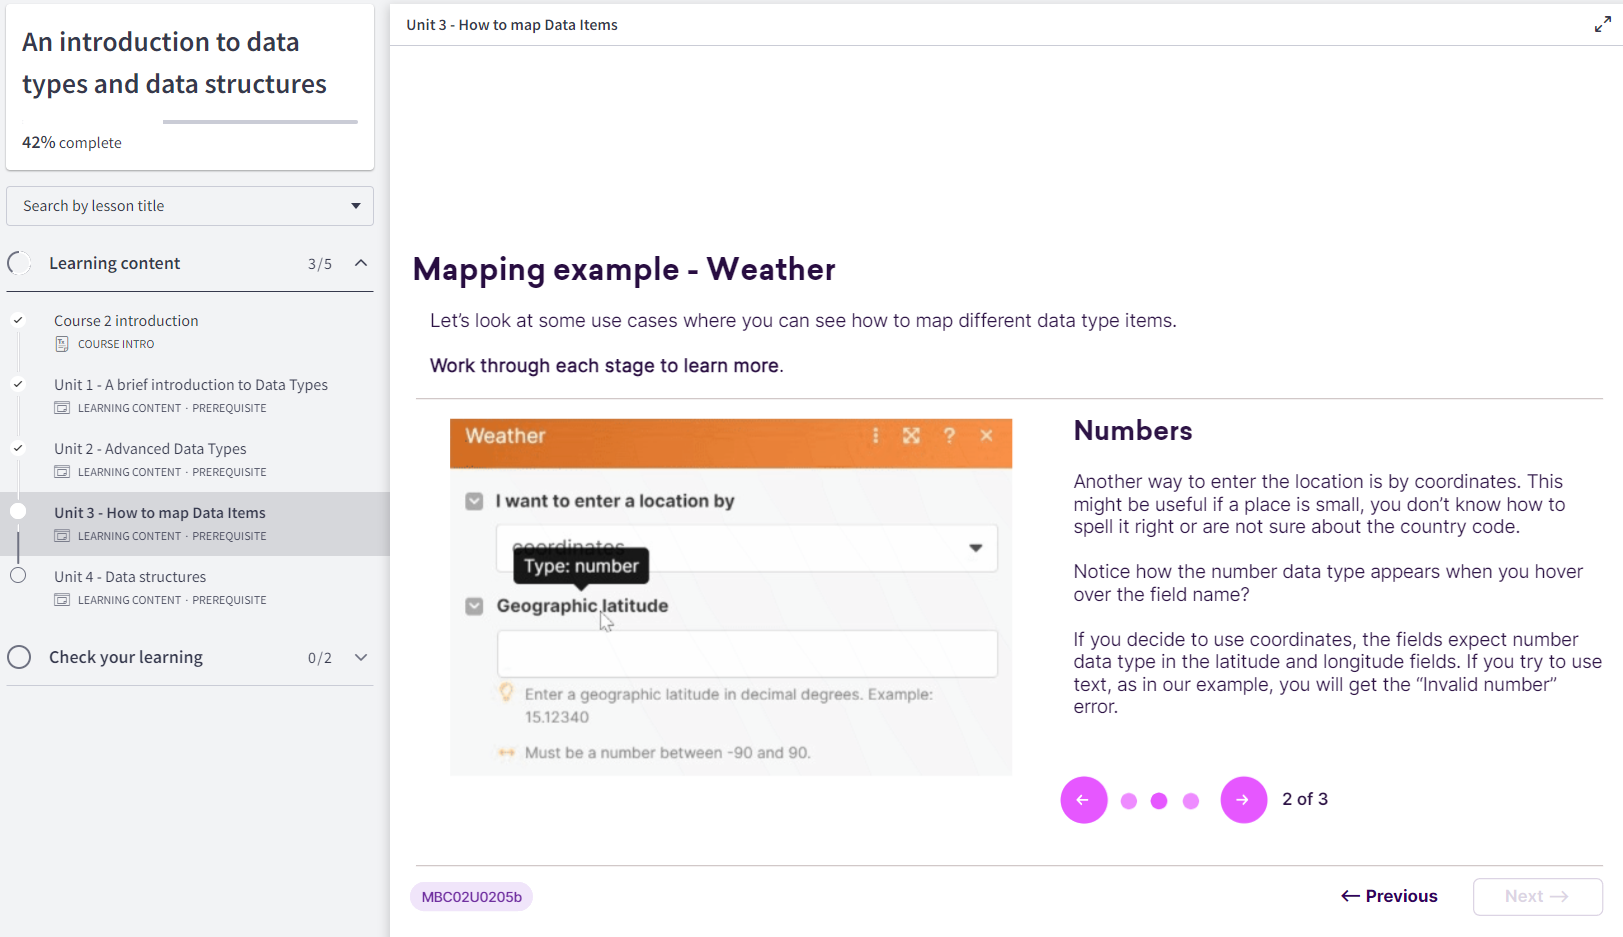 An introduction to data
types and data structures
42% complete
Search by lesson title
Learning content 3/5
Course 2 introduction
COURSE INTRO
Unit 1 - A brief introduction to Data Types
LEARNING CONTENT · PREREQUISITE
Unit 2 - Advanced Data Types
LEARNING CONTENT · PREREQUISITE
Unit 3 - How to map Data Items
LEARNING CONTENT · PREREQUISITE
Unit 4 - Data structures
LEARNING CONTENT · PREREQUISITE
Check your learning 0/2
Unit 3 - How to map Data Items
Mapping example - Weather
Let’s look at some use cases where you can see how to map different data type items.
Work through each stage to learn more.
Weather
I want to enter a location by
coordinates
Type: number
Geographic latitude
Enter a geographic latitude in decimal degrees. Example:
15.12340
Must be a number between -90 and 90.
Numbers
Another way to enter the location is by coordinates. This
might be useful if a place is small, you don’t know how to
spell it right or are not sure about the country code.
Notice how the number data type appears when you hover
over the field name?
If you decide to use coordinates, the fields expect number
data type in the latitude and longitude fields. If you try to use
text, as in our example, you will get the “Invalid number”
error.
2 of 3
MBC02U0205b
← Previous
Next →